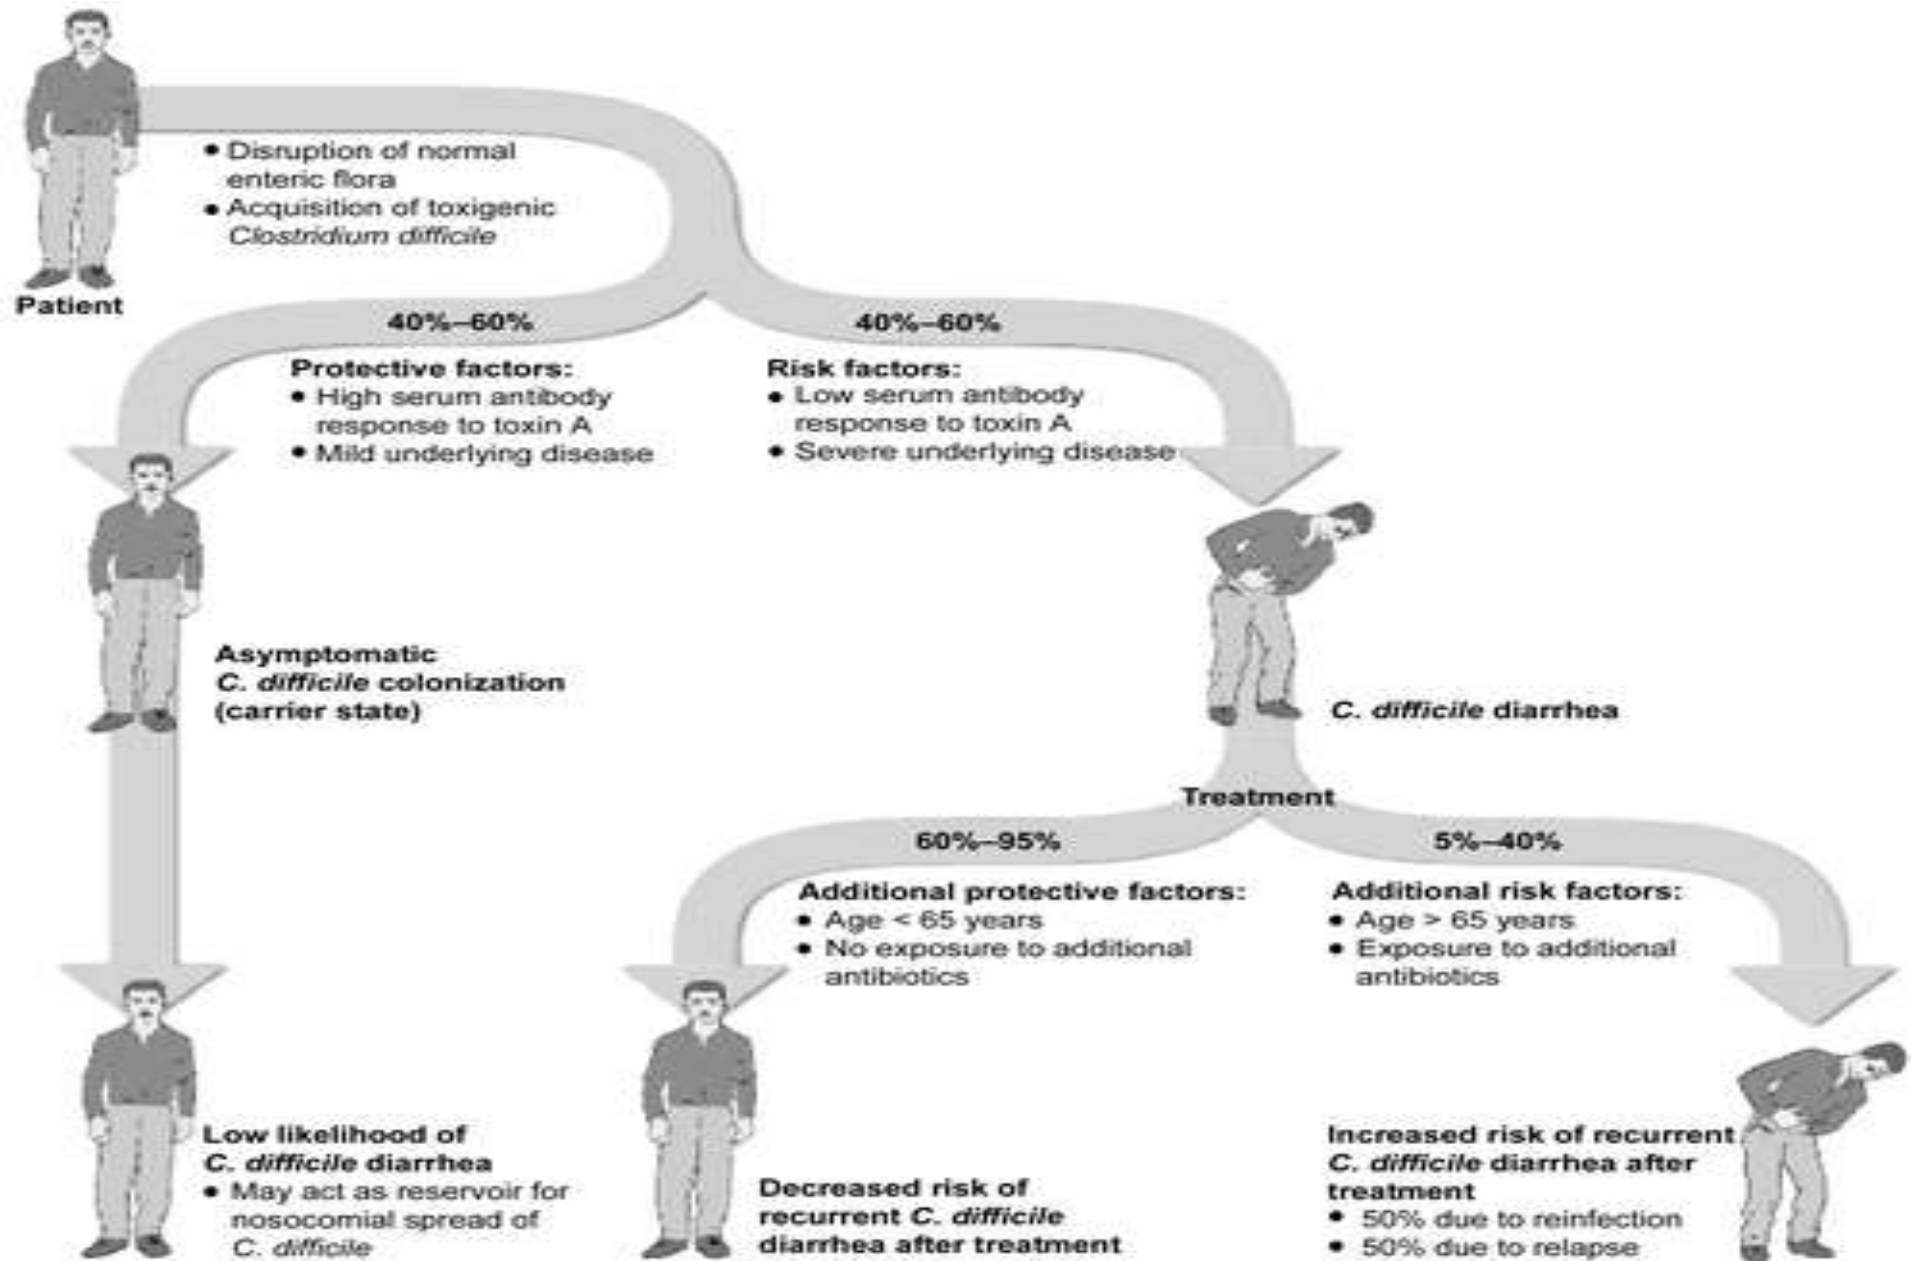 • Disruption of normal
enteric flora
• Acquisition of toxigenic
Clostridium difficile
Patient
40%–60%
40%–60%
Protective factors:
• High serum antibody
response to toxin A
• Mild underlying disease
Risk factors:
• Low serum antibody
response to toxin A
• Severe underlying disease
Asymptomatic
C. difficile colonization
(carrier state)
C. difficile diarrhea
Treatment
60%–95%
5%–40%
Additional protective factors:
• Age < 65 years
• No exposure to additional
antibiotics
Additional risk factors:
• Age > 65 years
• Exposure to additional
antibiotics
Low likelihood of
C. difficile diarrhea
• May act as reservoir for
nosocomial spread of
C. difficile
Decreased risk of
recurrent C. difficile
diarrhea after treatment
Increased risk of recurrent
C. difficile diarrhea after
treatment
• 50% due to reinfection
• 50% due to relapse